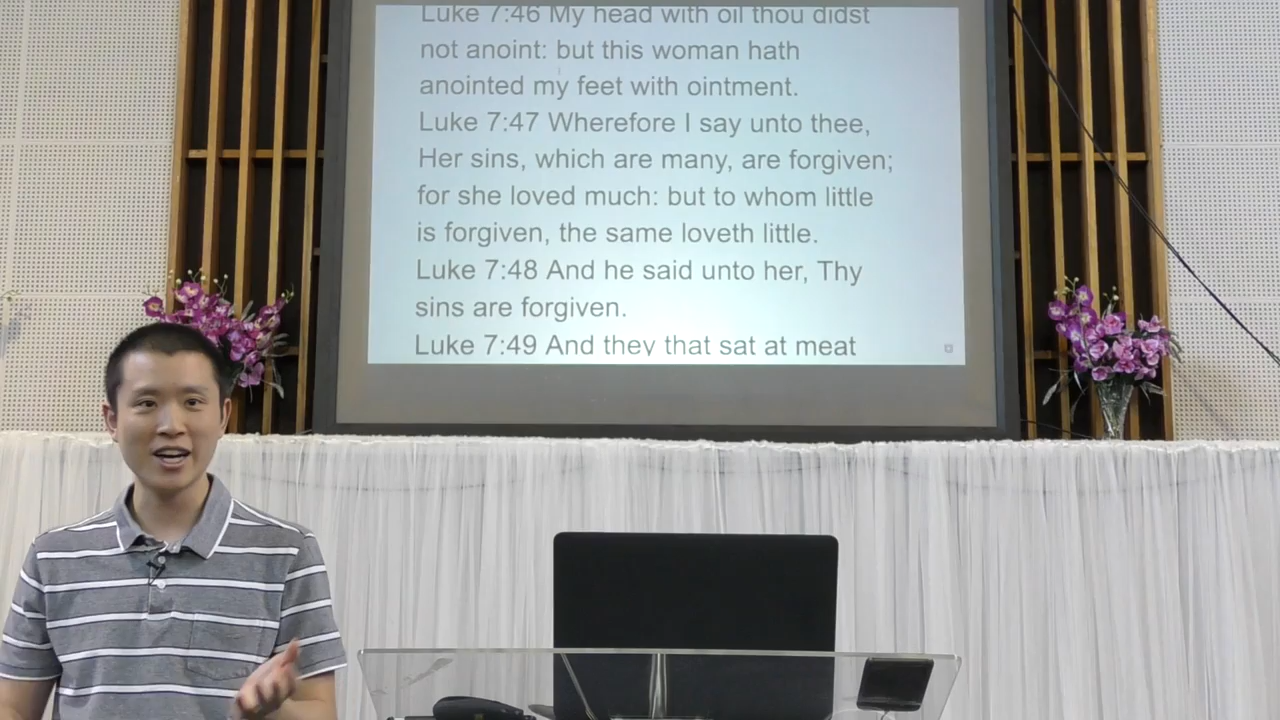 Luke 7:46 My head with oil thou didst
not anoint: but this woman hath
anointed my feet with ointment.
Luke 7:47 Wherefore I say unto thee,
Her sins, which are many, are forgiven;
for she loved much: but to whom little
is forgiven, the same loveth little.
Luke 7:48 And he said unto her, Thy
sins are forgiven.
Luke 7:49 And they that sat at meat